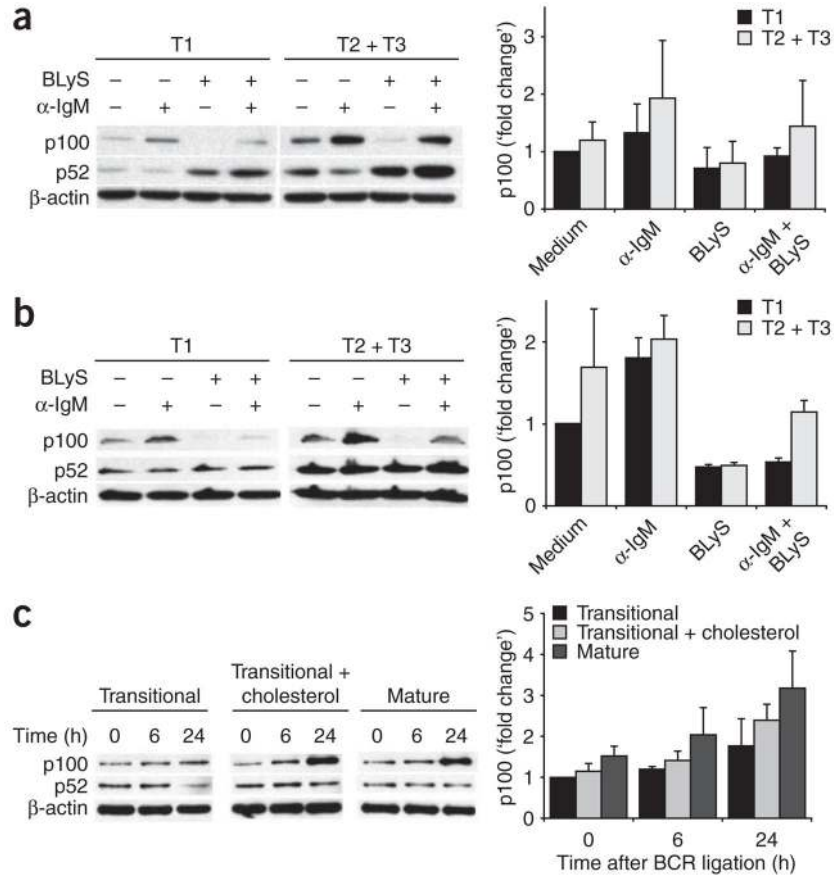 a
T1
T2 + T3
BLyS – – + + – – + +
α-IgM – + – + – + – +
p100
p52
β-actin
p100 ('fold change')
3
2
1
0
T1
T2 + T3
Medium
α-IgM
BLyS
α-IgM +
BLyS
b
T1
T2 + T3
BLyS – – + + – – + +
α-IgM – + – + – + – +
p100
p52
β-actin
p100 ('fold change')
2
1
0
T1
T2 + T3
Medium
α-IgM
BLyS
α-IgM +
BLyS
c
Transitional
Transitional +
cholesterol
Mature
Time (h) 0 6 24 0 6 24 0 6 24
p100
p52
β-actin
p100 ('fold change')
5
4
3
2
1
0
Transitional
Transitional + cholesterol
Mature
0 6 24
Time after BCR ligation (h)